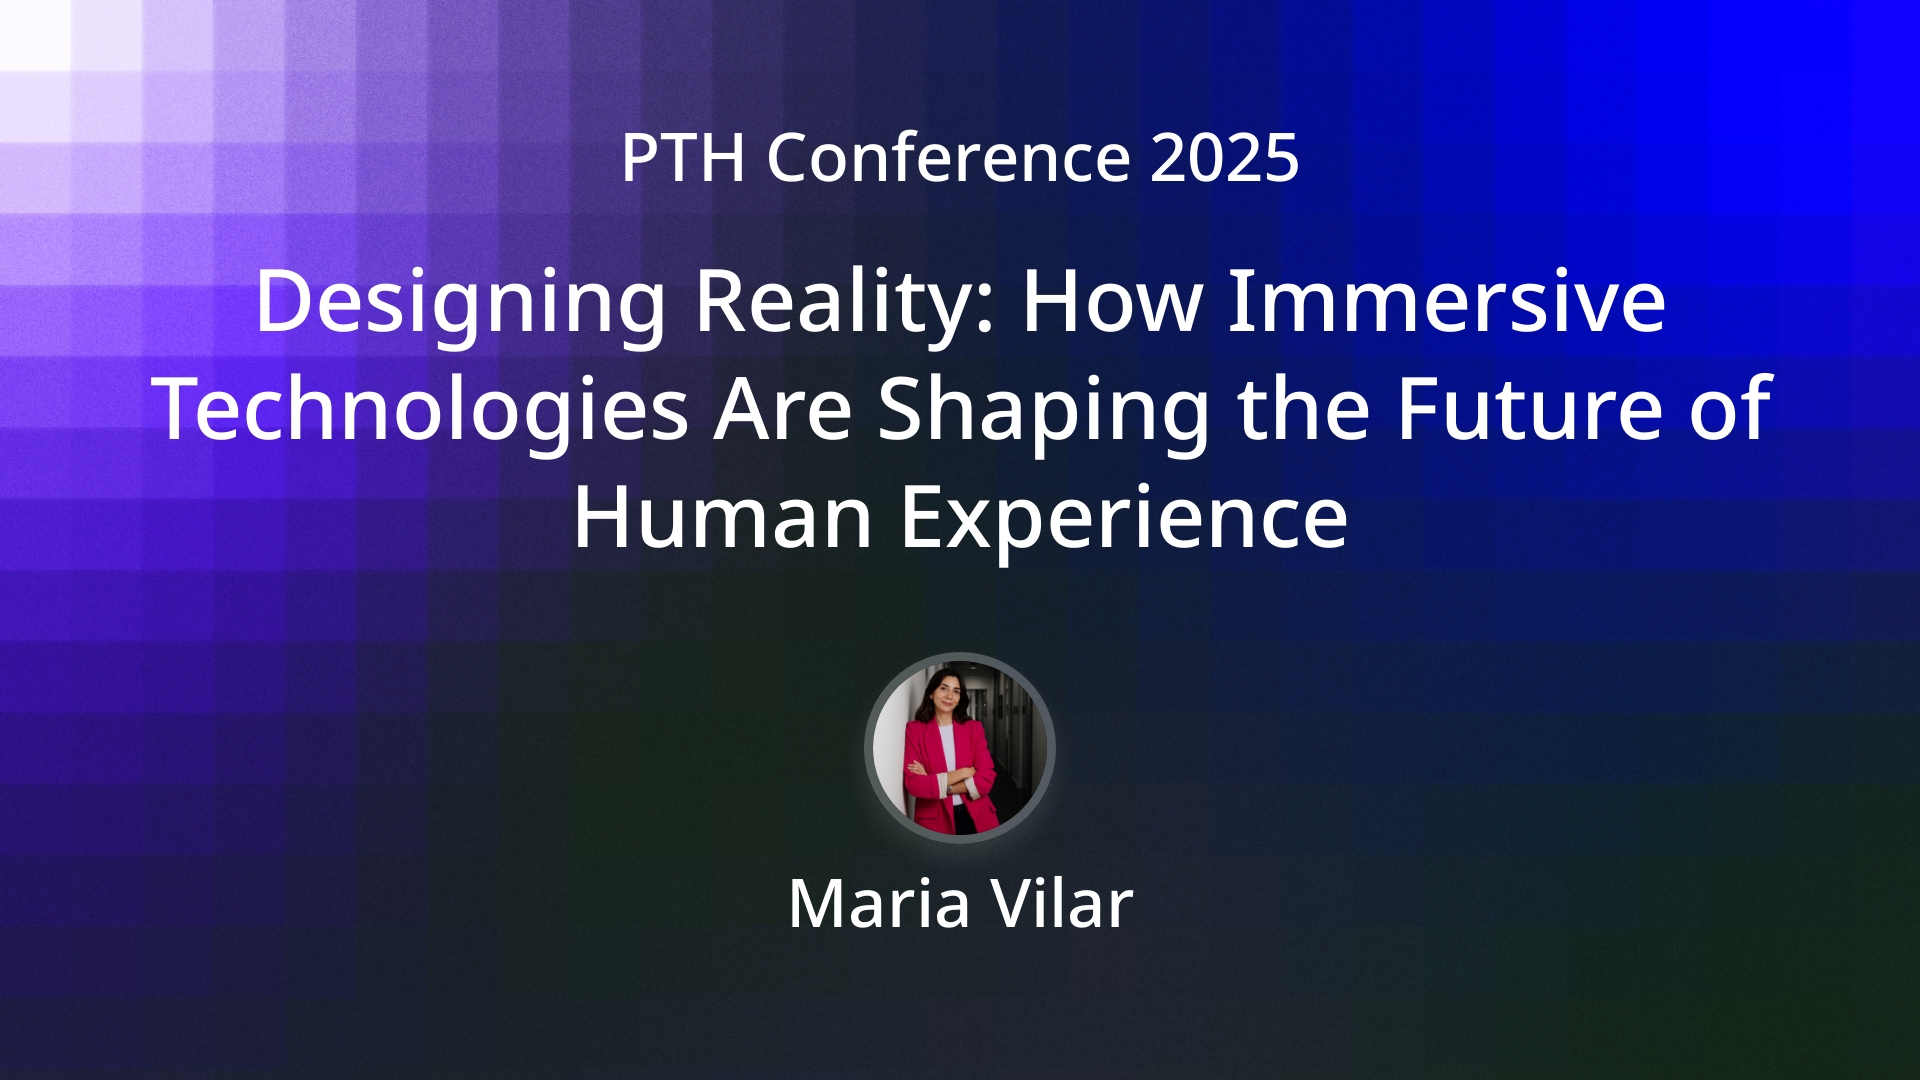 PTH Conference 2025
Designing Reality: How Immersive
Technologies Are Shaping the Future of
Human Experience
Maria Vilar